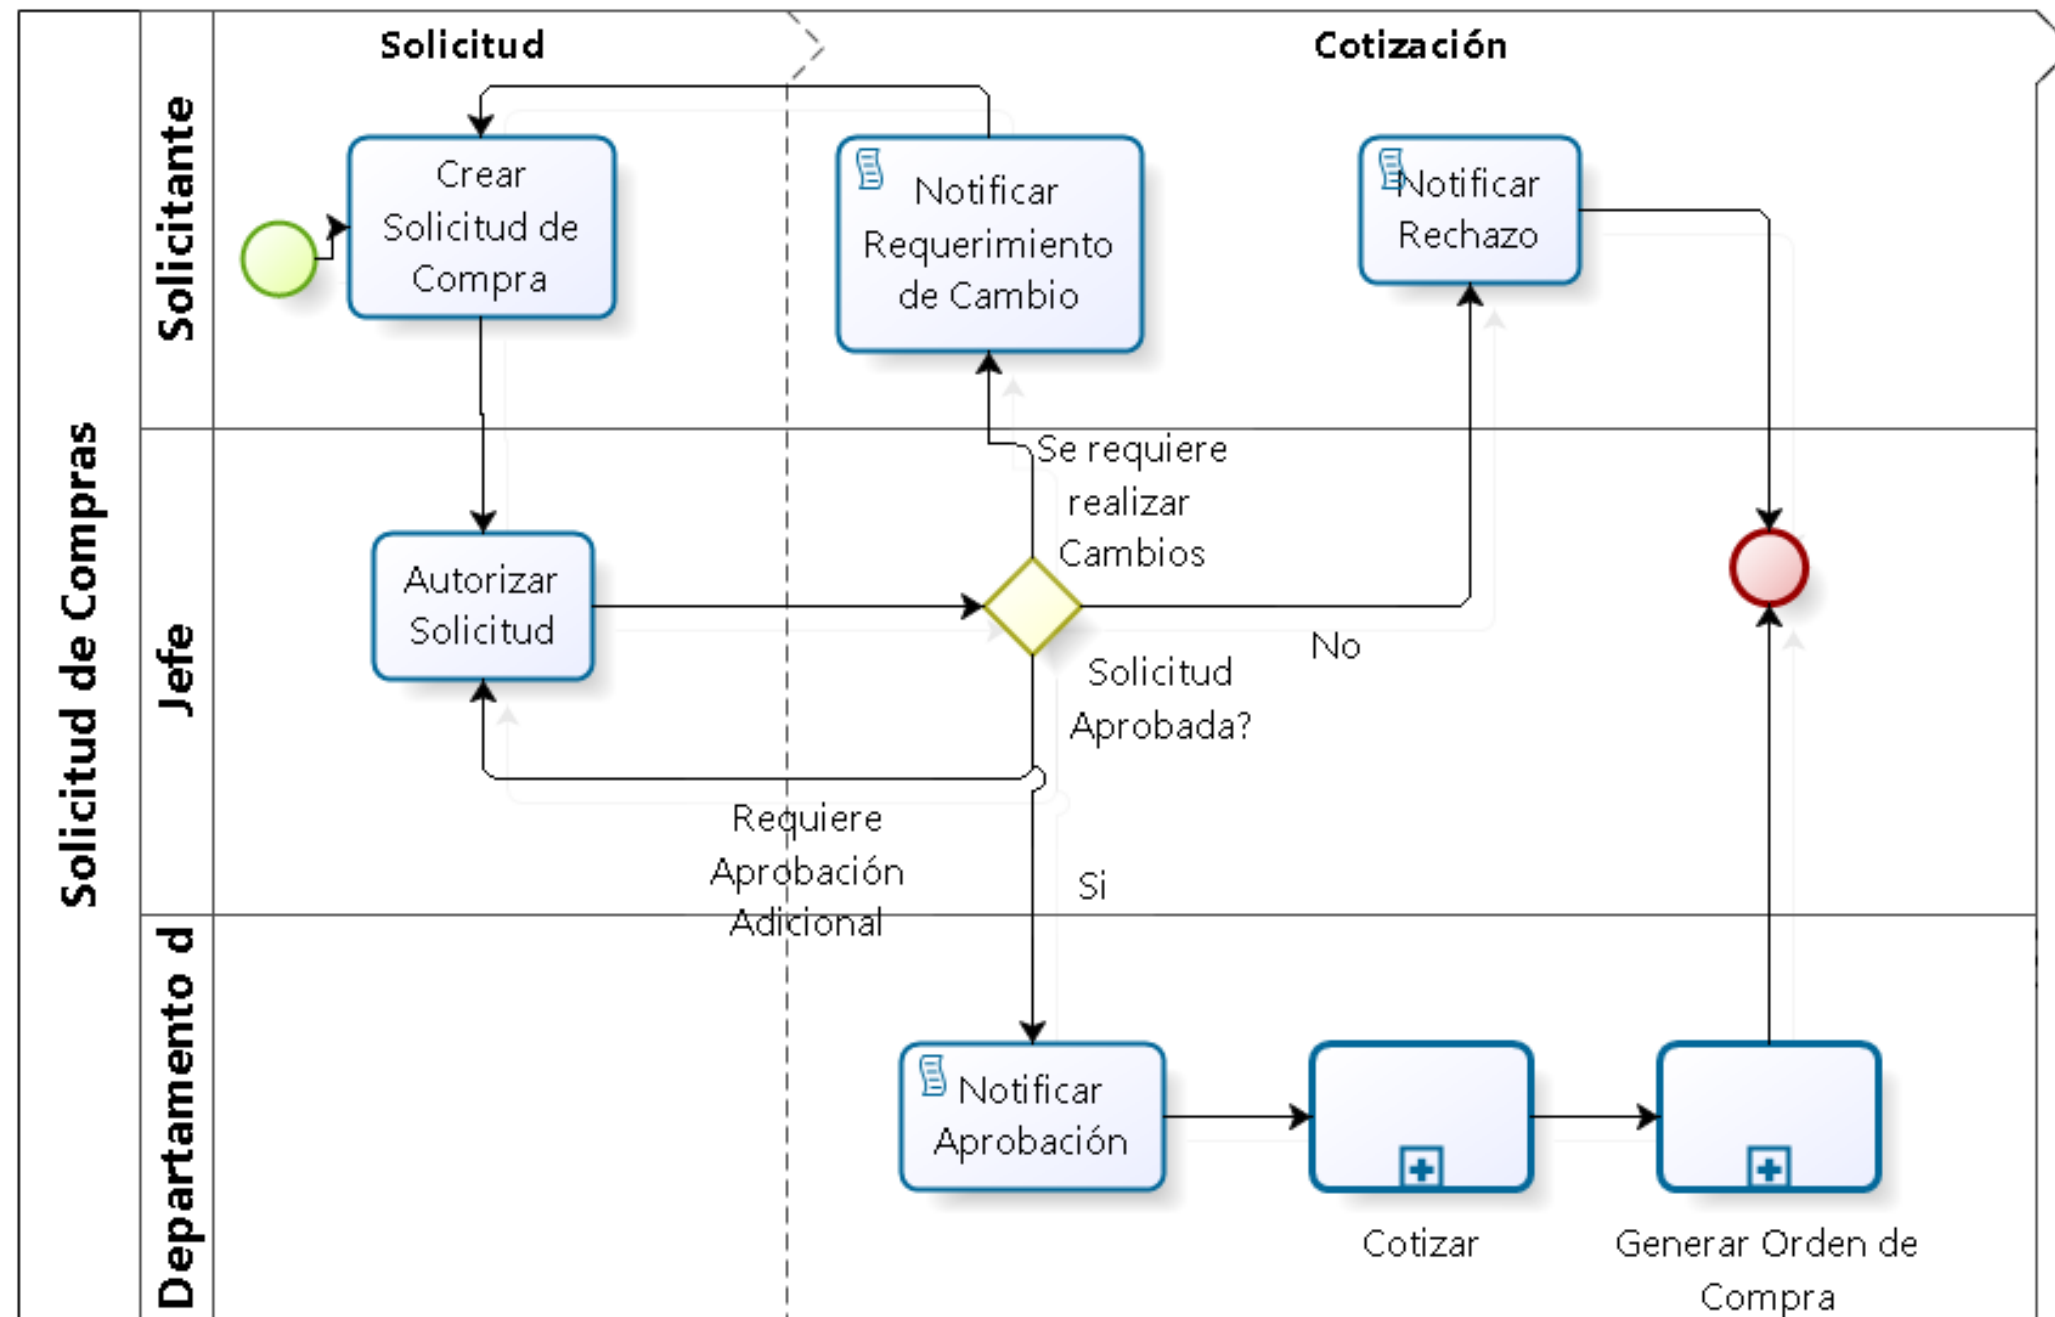 Solicitud
Cotización
Solicitud de Compras
Solicitante
Crear
Solicitud de
Compra
Notificar
Requerimiento
de Cambio
Notificar
Rechazo
Jefe
Autorizar
Solicitud
Se requiere
realizar
Cambios
No
Solicitud
Aprobada?
Requiere
Aprobación
Adicional
Si
Departamento d
Notificar
Aprobación
Cotizar
Generar Orden de
Compra